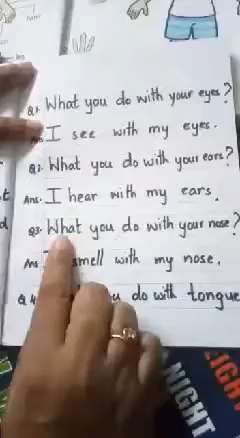 Q1. What you do with your eyes?
Ans. I see with my eyes.
Q2. What you do with your ears?
Ans. I hear with my ears.
Q3. What you do with your nose?
Ans. smell with my nose.
Q4. do with tongue
NIGHT